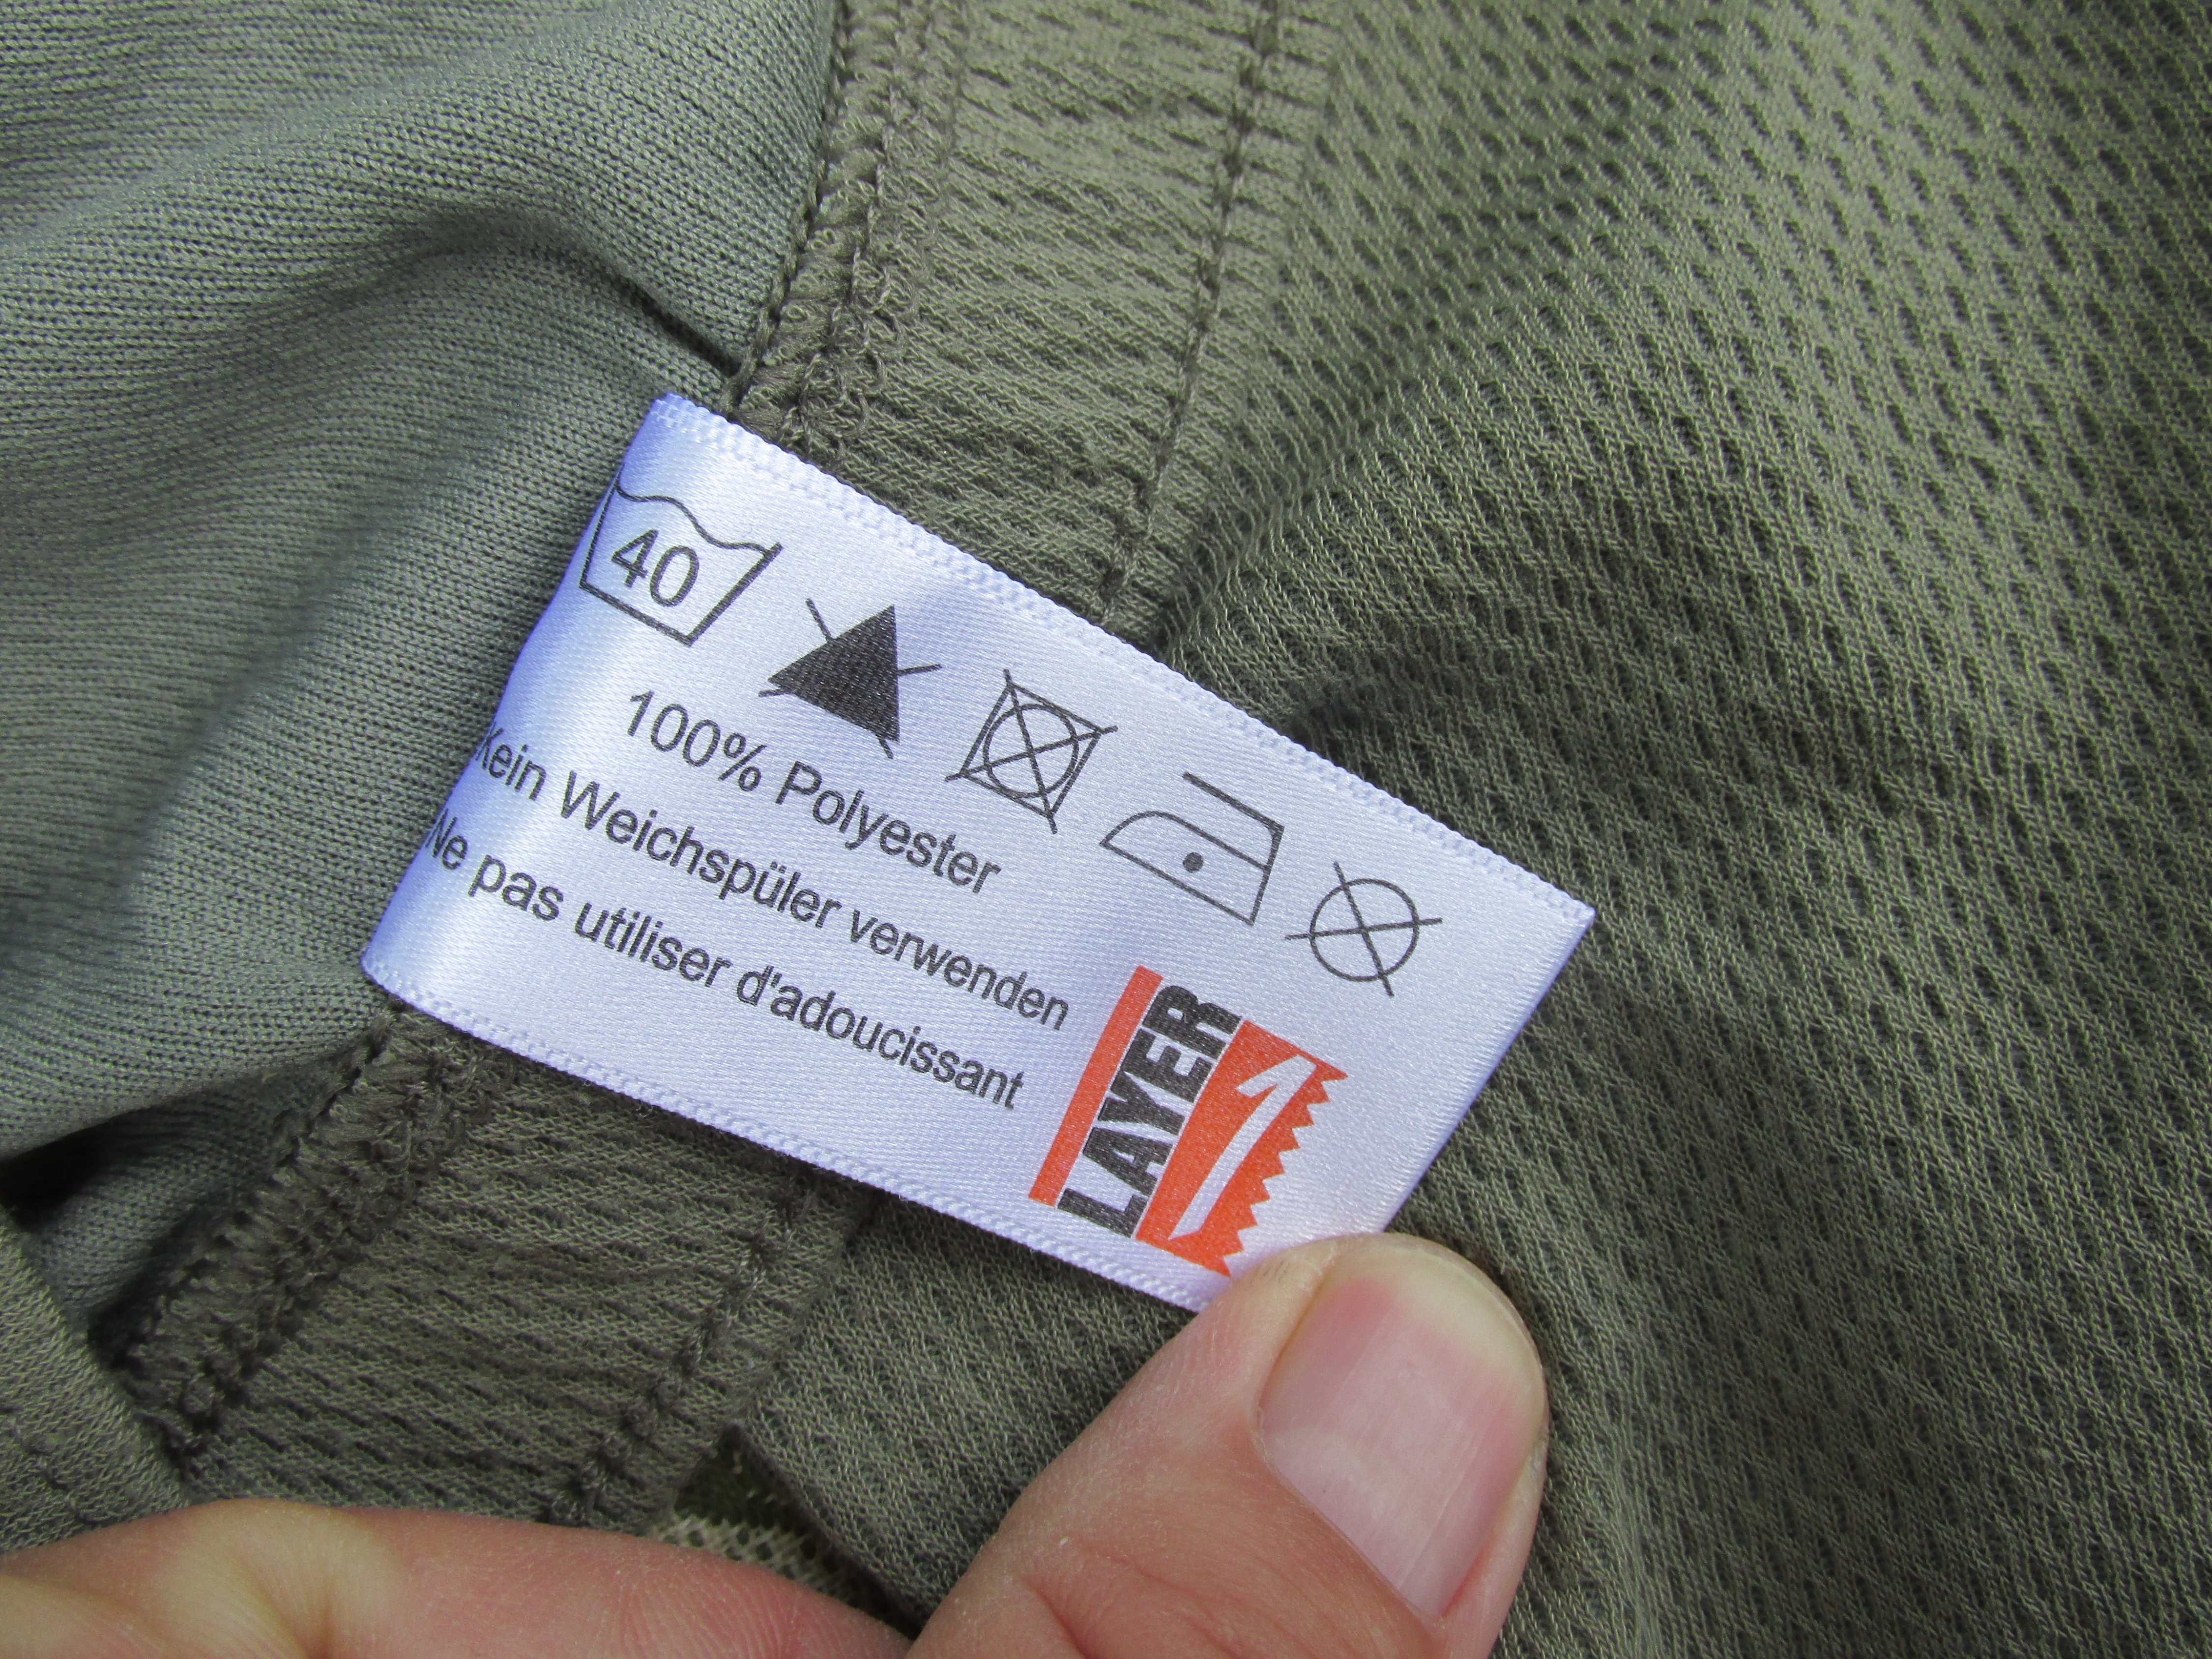 40
100% Polyester
Kein Weichspüler verwenden
Ne pas utiliser d'adoucissant
LAYER
1